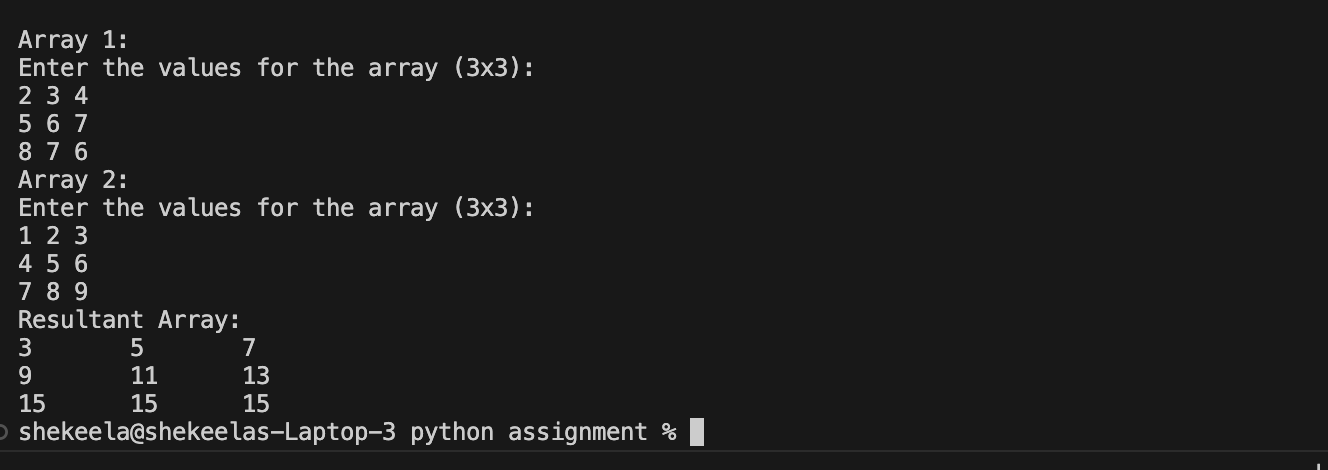 Array 1:
Enter the values for the array (3x3):
2 3 4
5 6 7
8 7 6
Array 2:
Enter the values for the array (3x3):
1 2 3
4 5 6
7 8 9
Resultant Array:
3 5 7
9 11 13
15 15 15
shekeela@shekeelas-Laptop-3 python assignment %